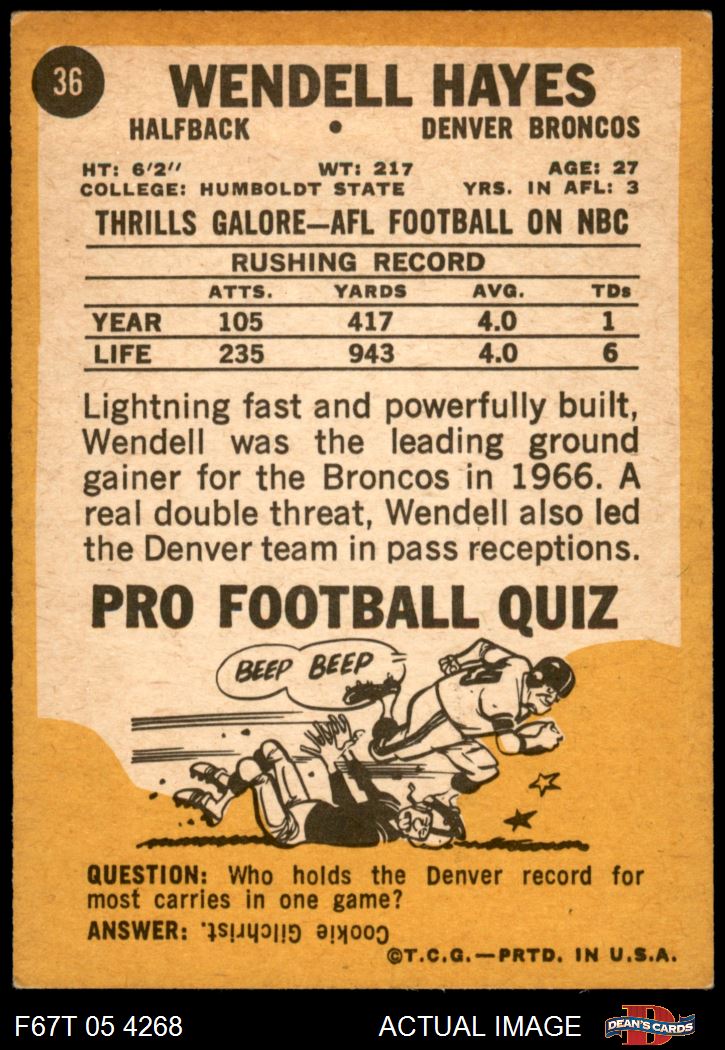 36
WENDELL HAYES
HALFBACK • DENVER BRONCOS
HT: 6'2" WT: 217 AGE: 27
COLLEGE: HUMBOLDT STATE YRS. IN AFL: 3
THRILLS GALORE—AFL FOOTBALL ON NBC
RUSHING RECORD
ATTS. YARDS AVG. TDs
YEAR 105 417 4.0 1
LIFE 235 943 4.0 6
Lightning fast and powerfully built,
Wendell was the leading ground
gainer for the Broncos in 1966. A
real double threat, Wendell also led
the Denver team in pass receptions.
PRO FOOTBALL QUIZ
BEEP BEEP
QUESTION: Who holds the Denver record for
most carries in one game?
ANSWER: Cookie Gilchrist.
©T.C.G.—PRTD. IN U.S.A.
F67T 05 4268 ACTUAL IMAGE
D
DEAN'S CARDS